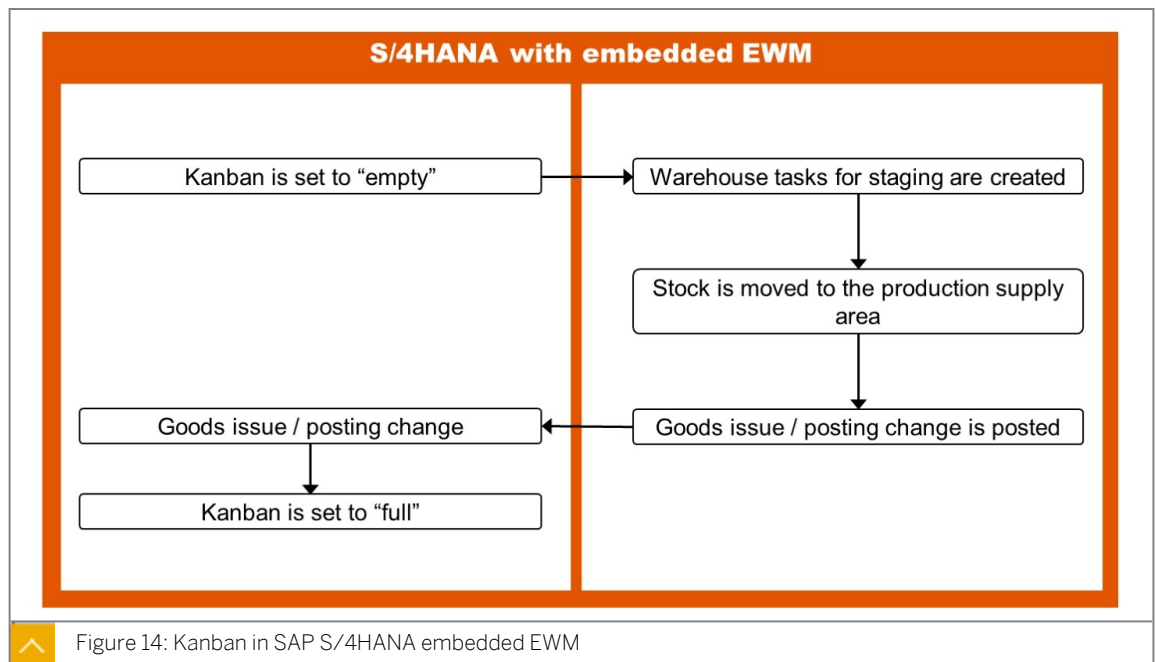 S/4HANA with embedded EWM
Kanban is set to “empty”
Warehouse tasks for staging are created
Stock is moved to the production supply
area
Goods issue / posting change
Goods issue / posting change is posted
Kanban is set to “full”
Figure 14: Kanban in SAP S/4HANA embedded EWM